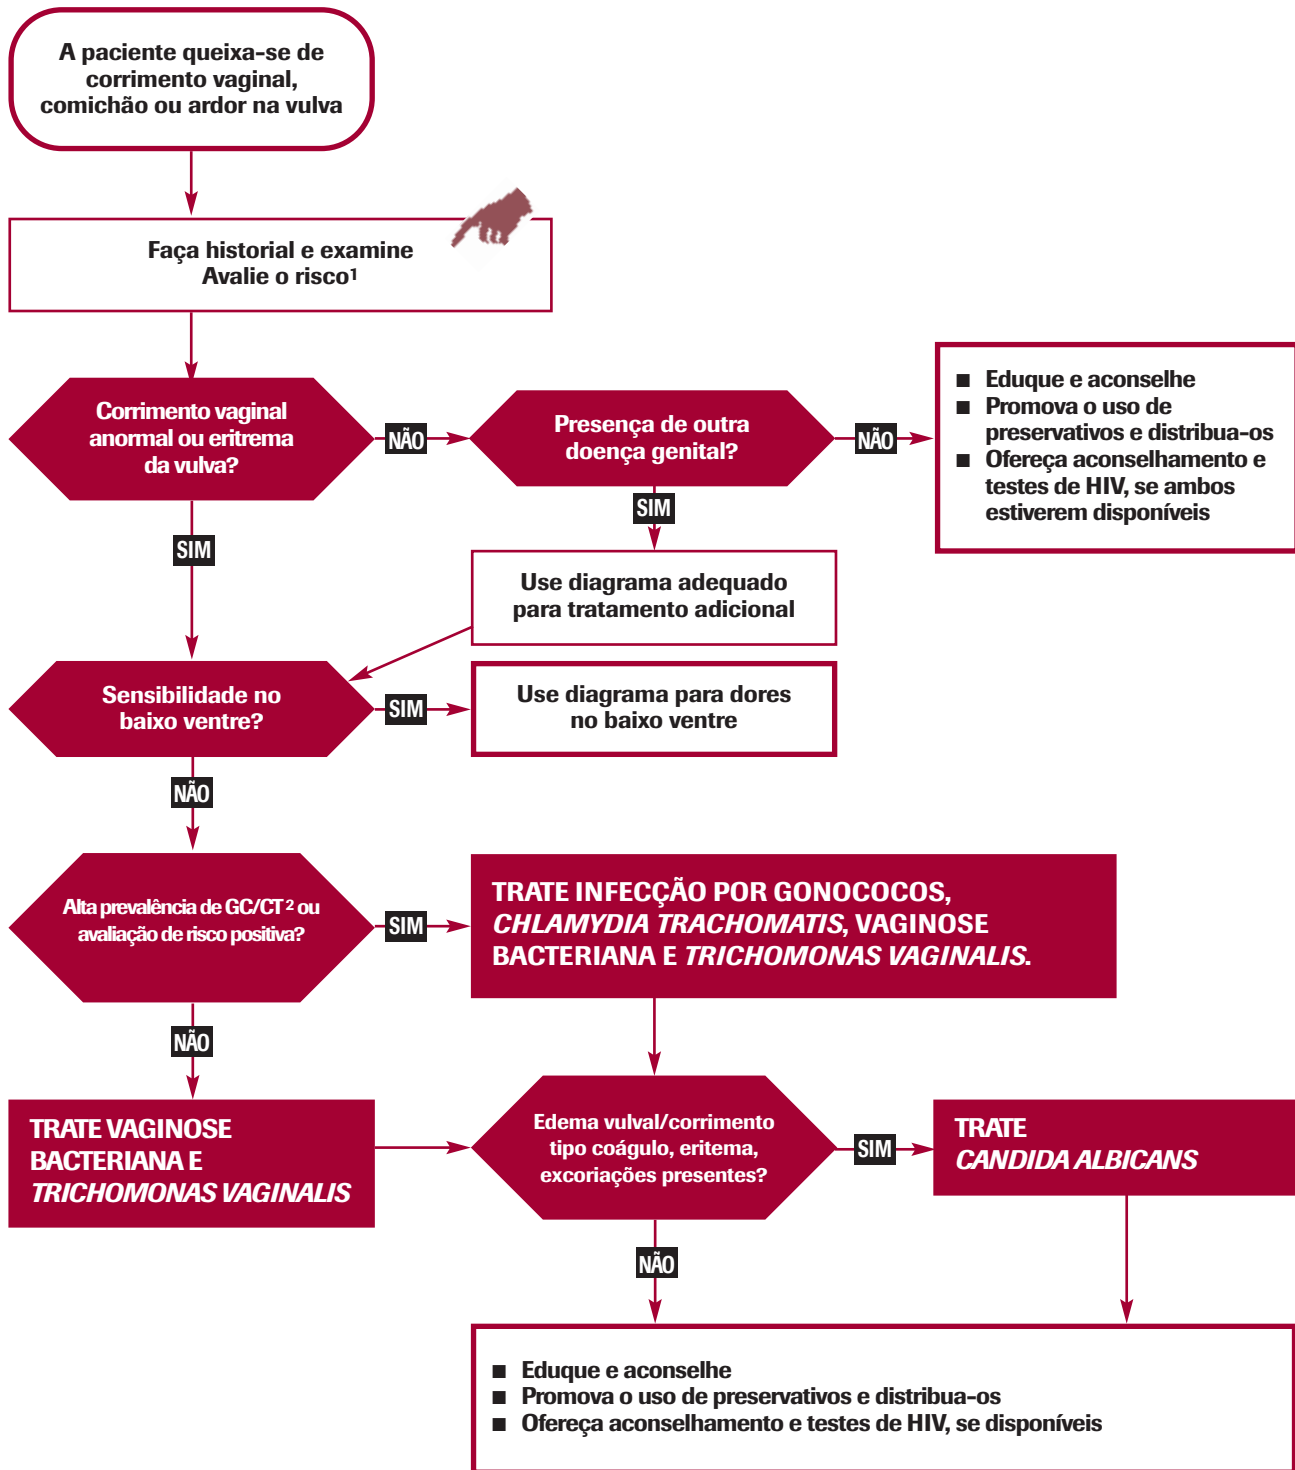 A paciente queixa-se de
corrimento vaginal,
comichão ou ardor na vulva
Faça historial e examine
Avalie o risco¹
Corrimento vaginal
anormal ou eritrema
da vulva?
NÃO
Presença de outra
doença genital?
NÃO
■ Eduque e aconselhe
■ Promova o uso de
preservativos e distribua-os
■ Ofereça aconselhamento e
testes de HIV, se ambos
estiverem disponíveis
SIM
SIM
Use diagrama adequado
para tratamento adicional
Sensibilidade no
baixo ventre?
SIM
Use diagrama para dores
no baixo ventre
NÃO
Alta prevalência de GC/CT ² ou
avaliação de risco positiva?
SIM
TRATE INFECÇÃO POR GONOCOCOS,
CHLAMYDIA TRACHOMATIS, VAGINOSE
BACTERIANA E TRICHOMONAS VAGINALIS.
NÃO
TRATE VAGINOSE
BACTERIANA E
TRICHOMONAS VAGINALIS
Edema vulval/corrimento
tipo coágulo, eritema,
excoriações presentes?
SIM
TRATE
CANDIDA ALBICANS
NÃO
■ Eduque e aconselhe
■ Promova o uso de preservativos e distribua-os
■ Ofereça aconselhamento e testes de HIV, se disponíveis